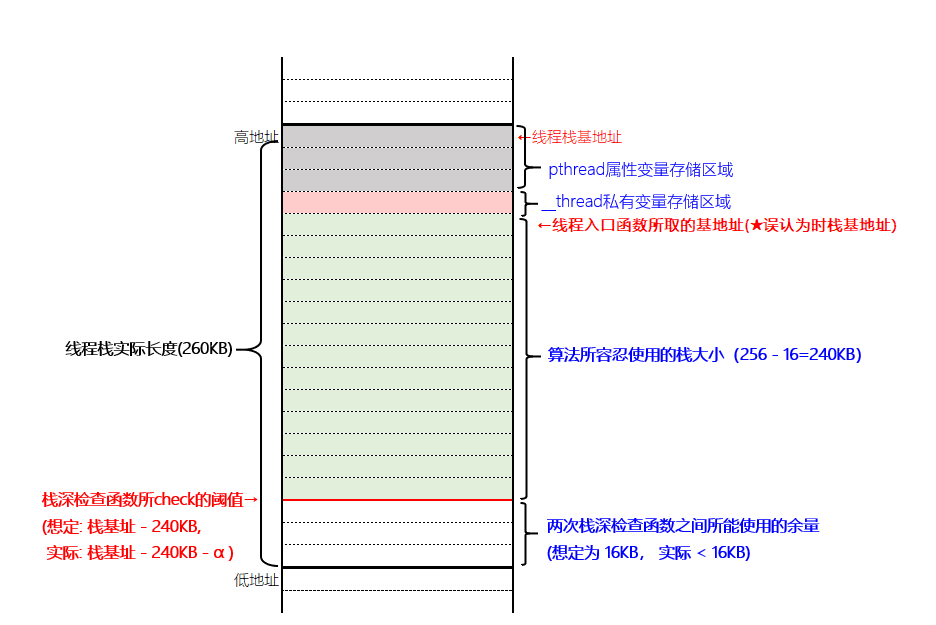 高地址
←线程栈基地址
pthread属性变量存储区域
__thread私有变量存储区域
←线程入口函数所取的基地址(★误认为时栈基地址)
线程栈实际长度(260KB)
算法所容忍使用的栈大小（256 - 16=240KB）
栈深检查函数所check的阈值→
(想定: 栈基址 - 240KB,
实际: 栈基址 - 240KB - α )
两次栈深检查函数之间所能使用的余量
(想定为 16KB， 实际 < 16KB)
低地址